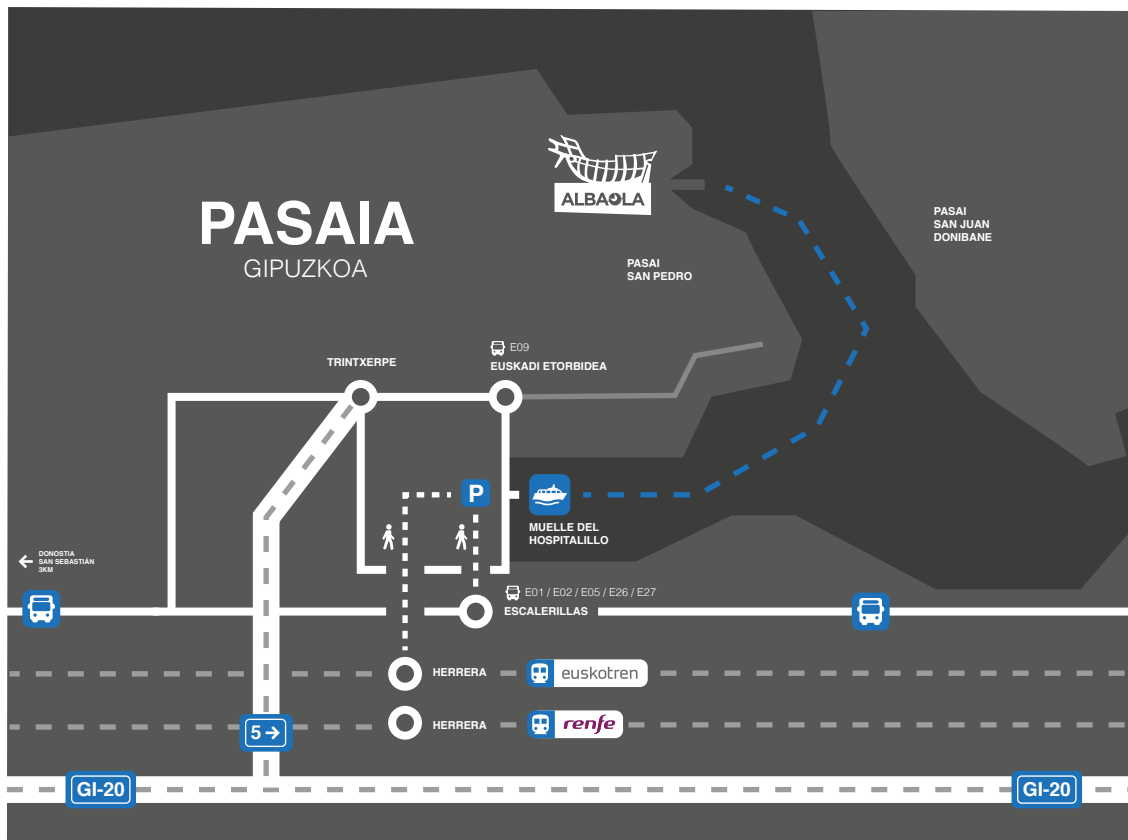 ALBAOLA
PASAIA
GIPUZKOA
PASAI
SAN JUAN
DONIBANE
PASAI
SAN PEDRO
E09
EUSKADI ETORBIDEA
TRINTXERPE
P
MUELLE DEL
HOSPITALILLO
DONOSTIA
SAN SEBASTIÁN
3KM
E01 / E02 / E05 / E26 / E27
ESCALERILLAS
HERRERA
euskotren
HERRERA
renfe
5
GI-20
GI-20